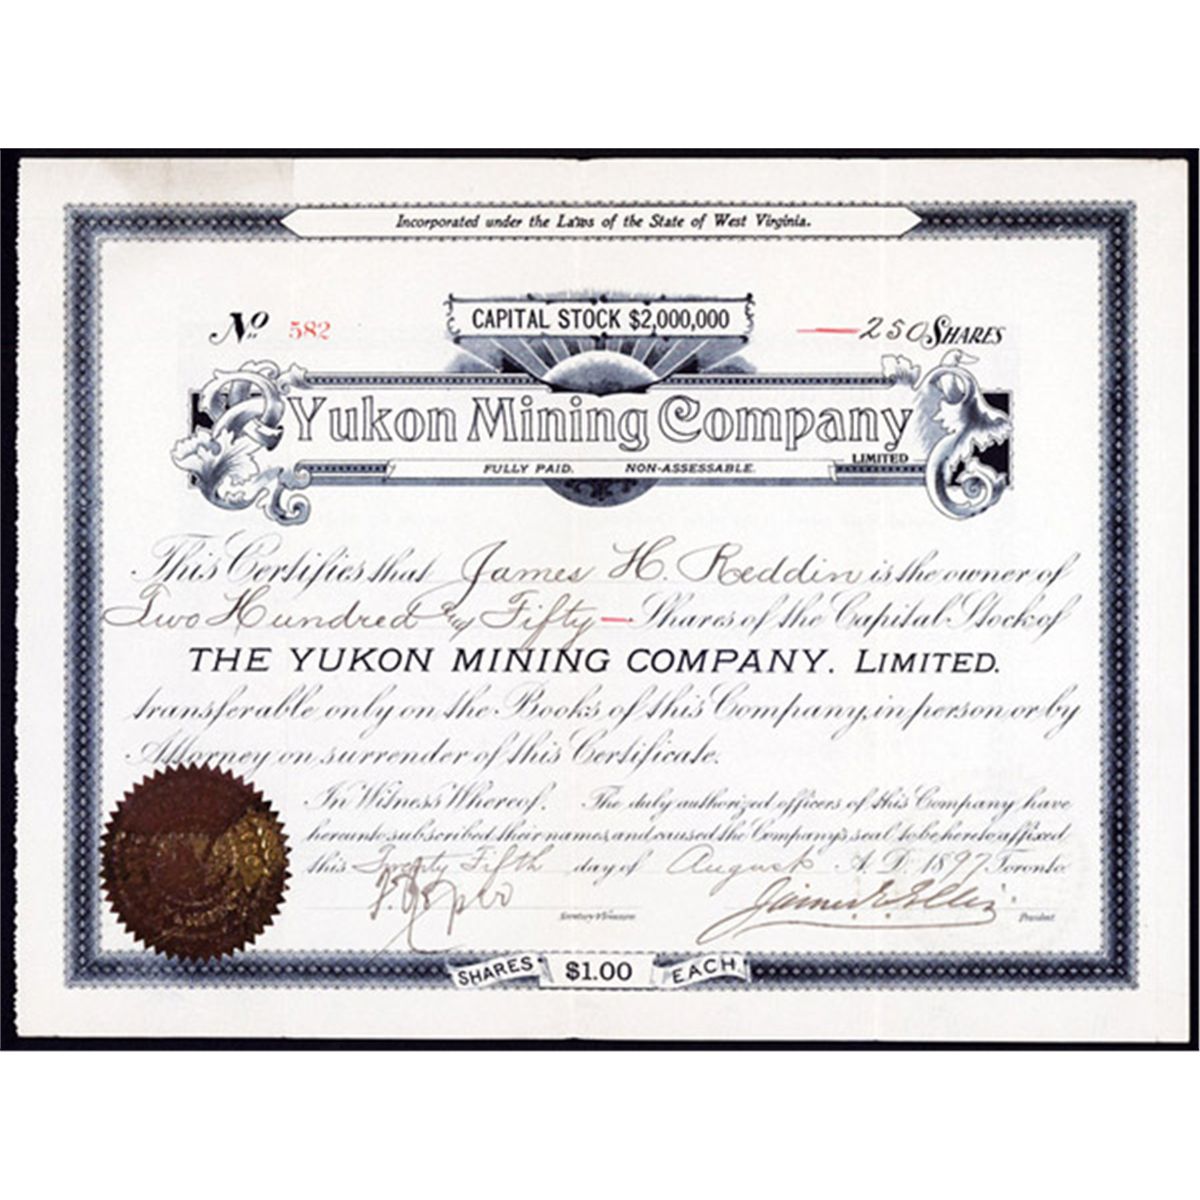 Incorporated under the Laws of the State of West Virginia.
No 582
CAPITAL STOCK $2,000,000
250 SHARES
Yukon Mining Company
LIMITED
FULLY PAID. NON-ASSESSABLE.
This Certifies that James H. Reddin is the owner of
Two Hundred & Fifty — Shares of the Capital Stock of
THE YUKON MINING COMPANY. LIMITED.
transferable only on the Books of this Company, in person or by
Attorney on surrender of this Certificate.
In Witness Whereof. The duly authorized officers of this Company have
hereunto subscribed their names, and caused the Company's seal to be hereto affixed
this Twenty Fifth day of August A. D. 1897 Toronto
Secretary-Treasurer
President
SHARES $1.00 EACH.